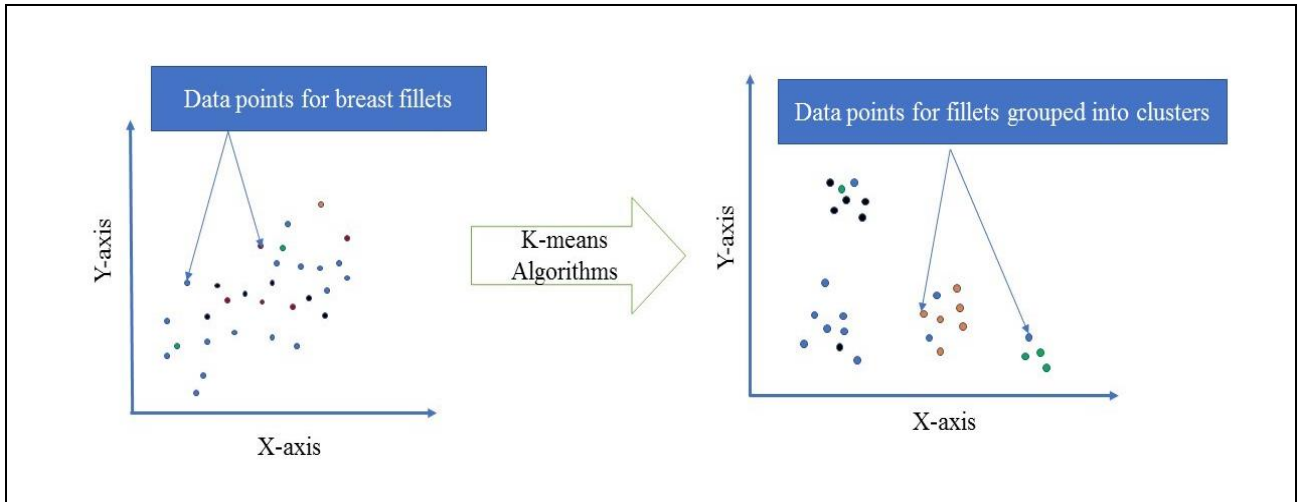 Data points for breast fillets
Y-axis
X-axis
K-means
Algorithms
Data points for fillets grouped into clusters
Y-axis
X-axis